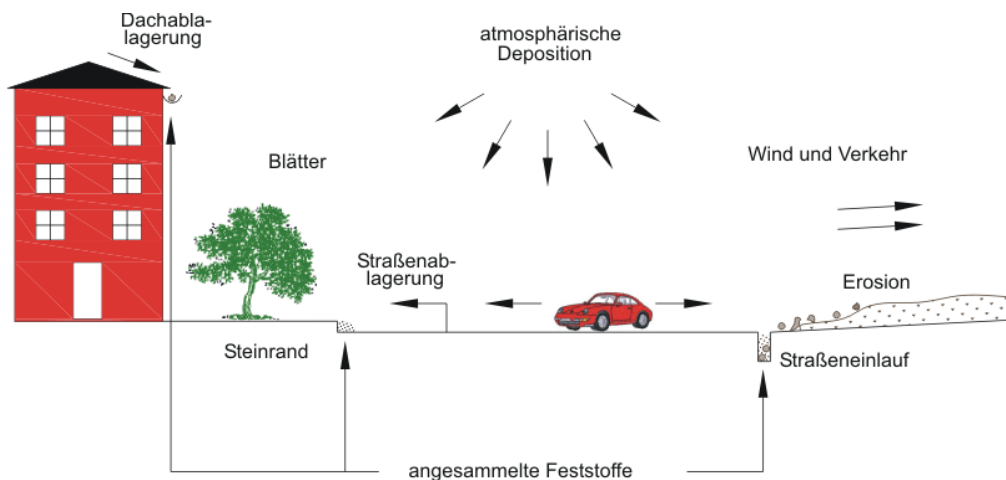 Dachabla-
lagerung
atmosphärische
Deposition
Blätter
Wind und Verkehr
Straßenab-
lagerung
Erosion
Steinrand
Straßeneinlauf
angesammelte Feststoffe